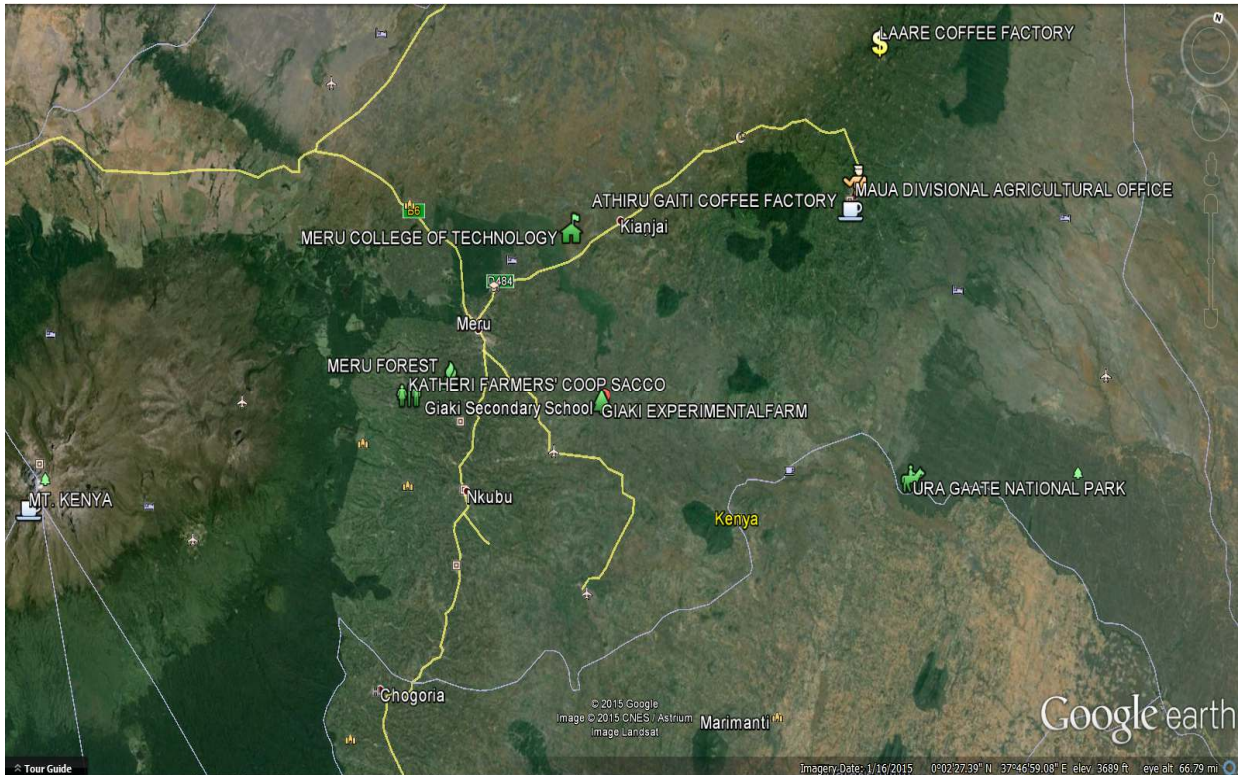 N
LAARE COFFEE FACTORY
MAUA DIVISIONAL AGRICULTURAL OFFICE
ATHIRU GAITI COFFEE FACTORY
B6
Kianjai
MERU COLLEGE OF TECHNOLOGY
Meru
MERU FOREST
KATHERI FARMERS' COOP SACCO
Giaki Secondary School
GIAKI EXPERIMENTALFARM
URA GAATE NATIONAL PARK
MT. KENYA
Nkubu
Kenya
Chogoria
Marimanti
© 2015 Google
Image © 2015 CNES / Astrium
Image Landsat
Google earth
Tour Guide
Imagery Date: 1/16/2015 0°02'27.39" N 37°46'59.08" E elev 3689 ft eye alt 66.79 mi